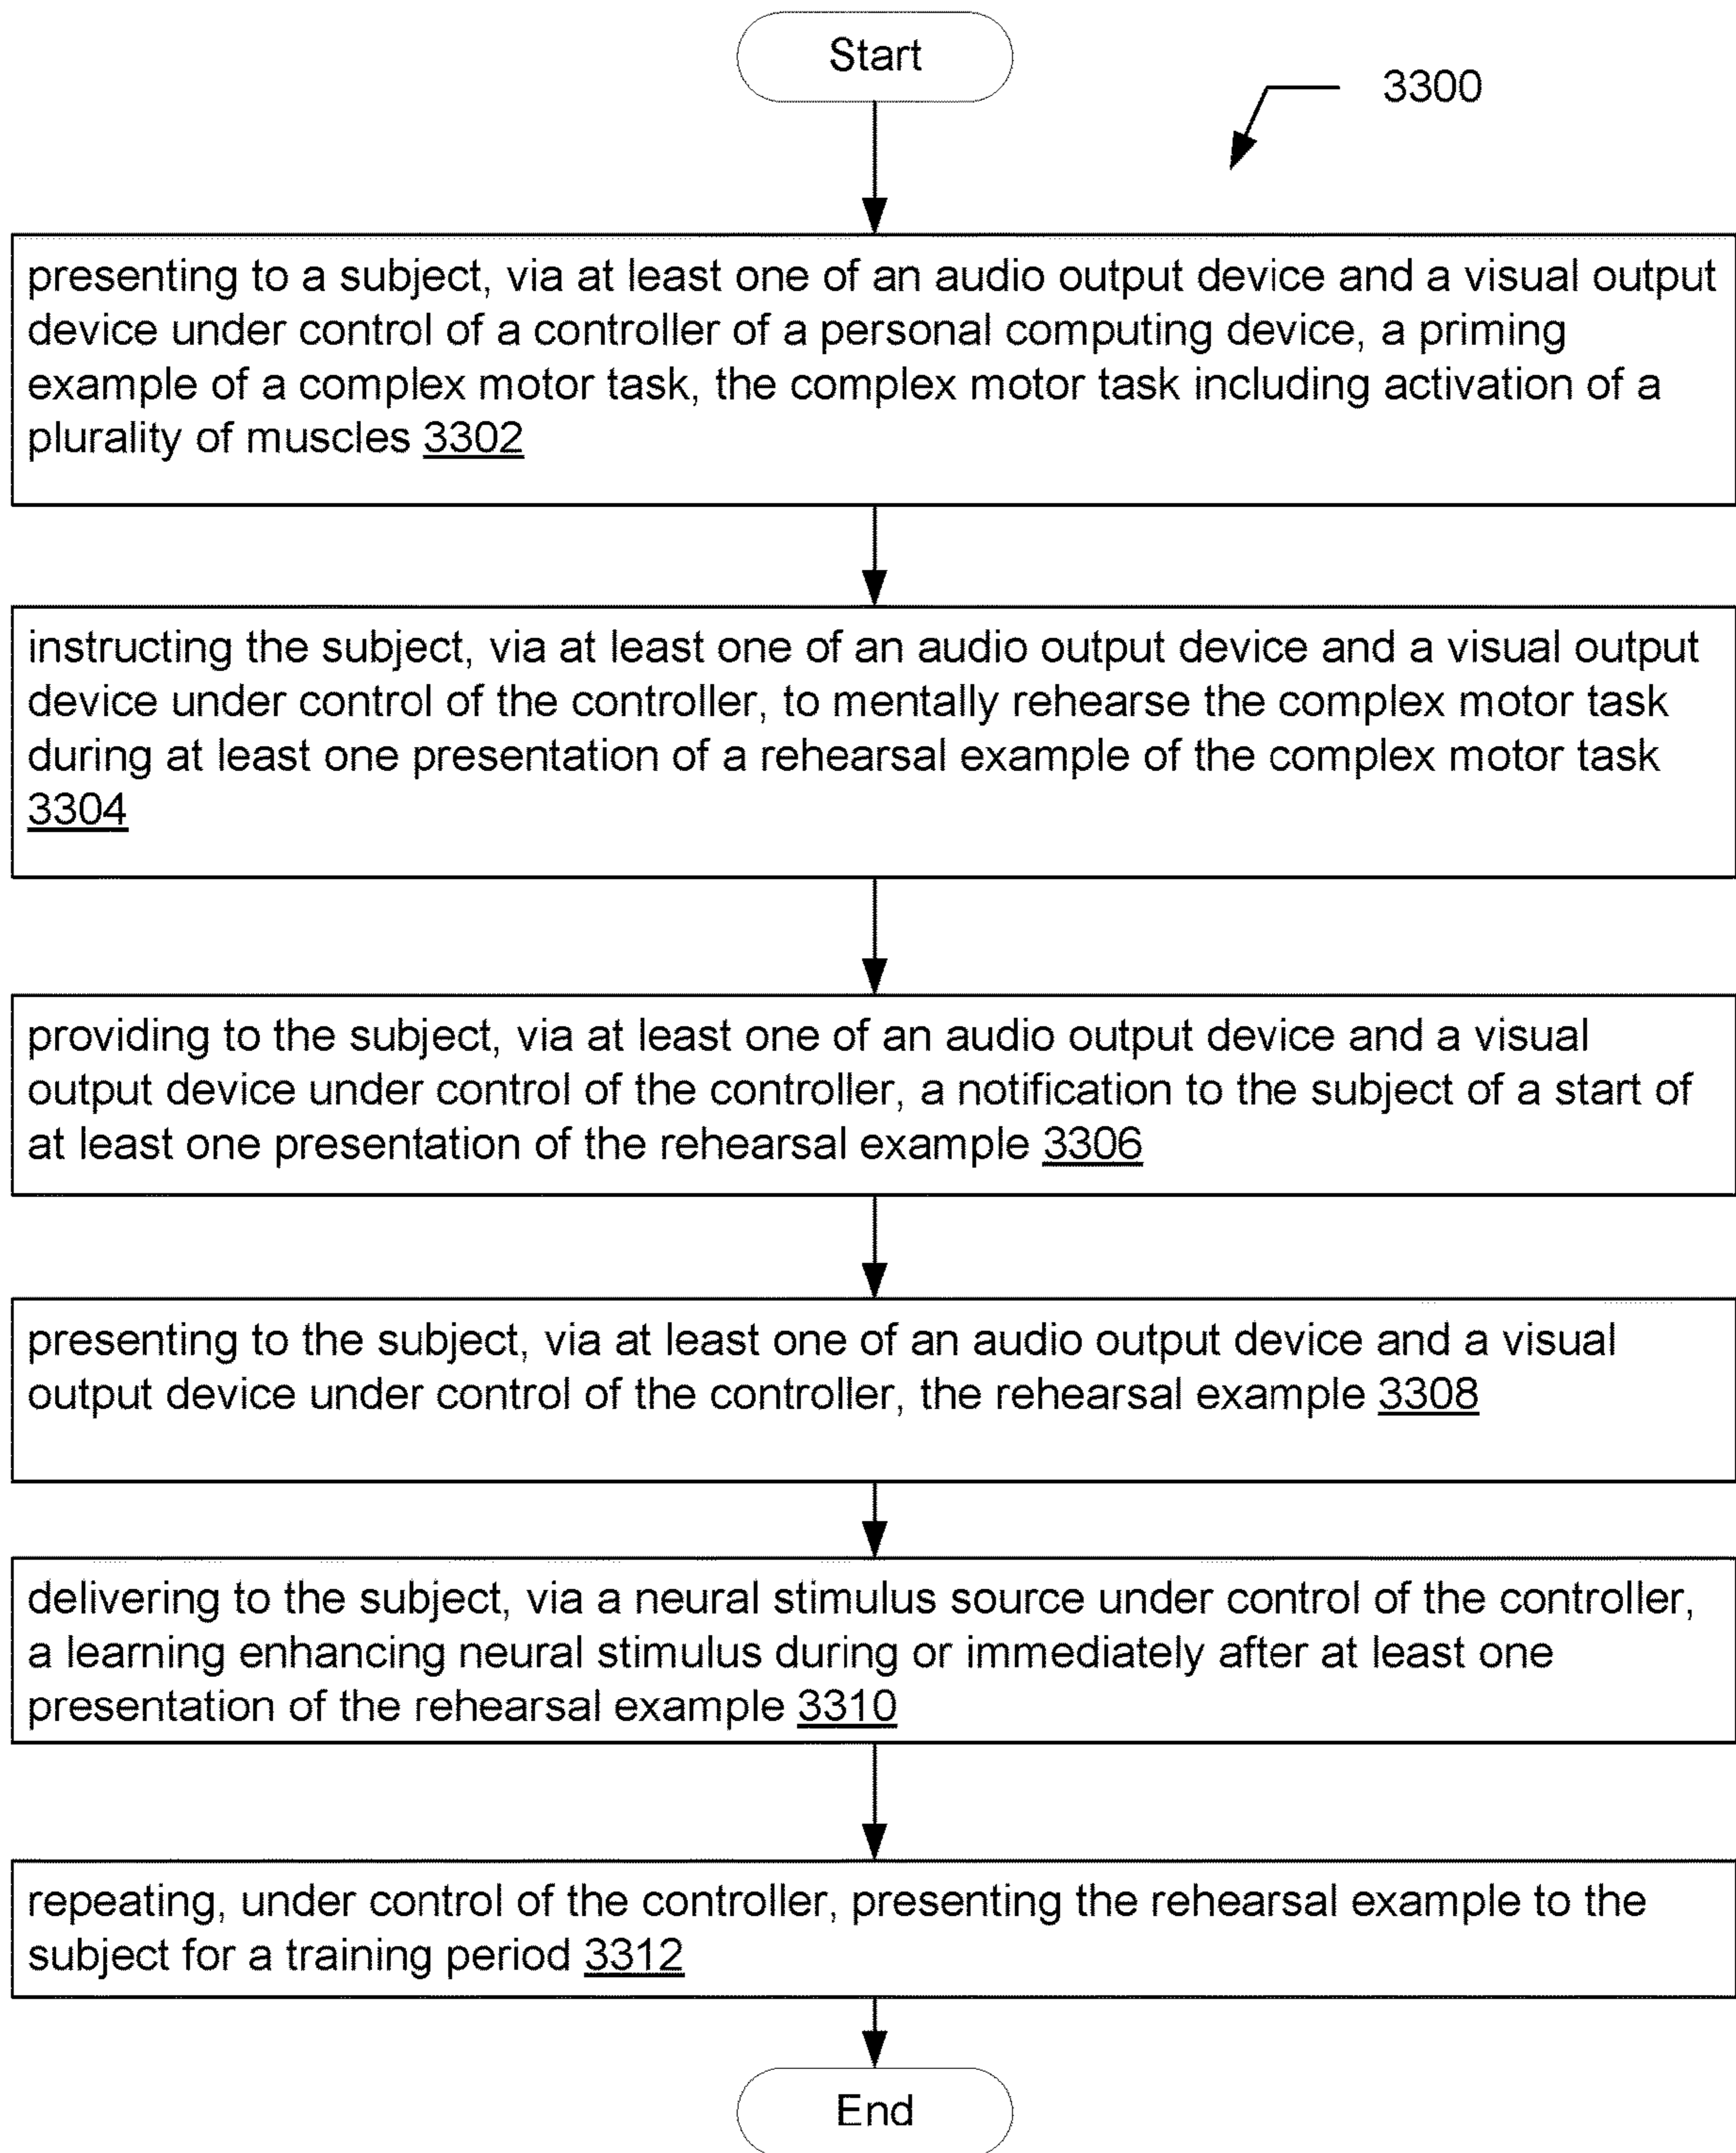 Start
3300
presenting to a subject, via at least one of an audio output device and a visual output
device under control of a controller of a personal computing device, a priming
example of a complex motor task, the complex motor task including activation of a
plurality of muscles 3302
instructing the subject, via at least one of an audio output device and a visual output
device under control of the controller, to mentally rehearse the complex motor task
during at least one presentation of a rehearsal example of the complex motor task
3304
providing to the subject, via at least one of an audio output device and a visual
output device under control of the controller, a notification to the subject of a start of
at least one presentation of the rehearsal example 3306
presenting to the subject, via at least one of an audio output device and a visual
output device under control of the controller, the rehearsal example 3308
delivering to the subject, via a neural stimulus source under control of the controller,
a learning enhancing neural stimulus during or immediately after at least one
presentation of the rehearsal example 3310
repeating, under control of the controller, presenting the rehearsal example to the
subject for a training period 3312
End